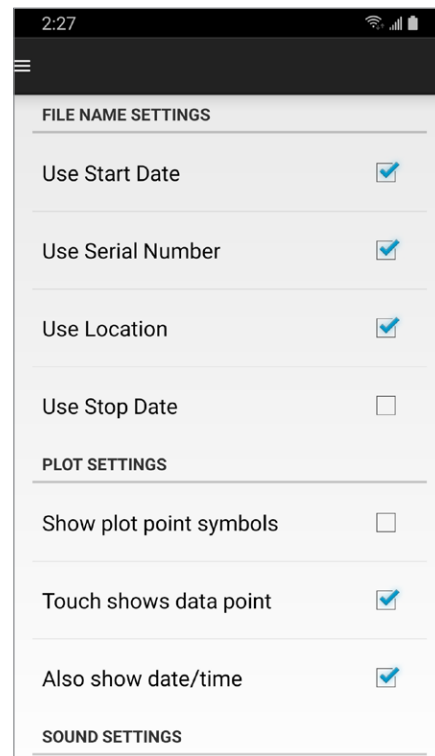 2:27
FILE NAME SETTINGS
Use Start Date
Use Serial Number
Use Location
Use Stop Date
PLOT SETTINGS
Show plot point symbols
Touch shows data point
Also show date/time
SOUND SETTINGS